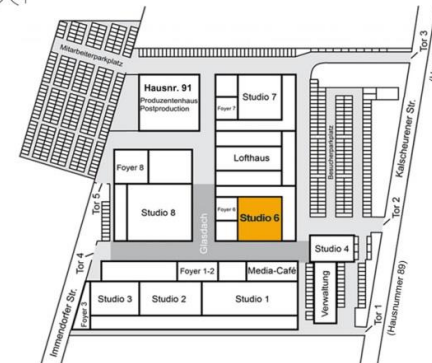 Mitarbeiterparkplatz
Tor 3
Hausnr. 91
Produzentenhaus
Postproduction
Foyer 7
Studio 7
Besucherparkplatz
Kalscheurener Str.
Lofthaus
Foyer 8
Tor 5
Studio 8
Glasdach
Foyer 6
Studio 6
Tor 2
Tor 4
Studio 4
Foyer 1-2
Media-Café
Verwaltung
(Hausnummer 89)
Immendorfer Str.
Foyer 3
Studio 3
Studio 2
Studio 1
Tor 1